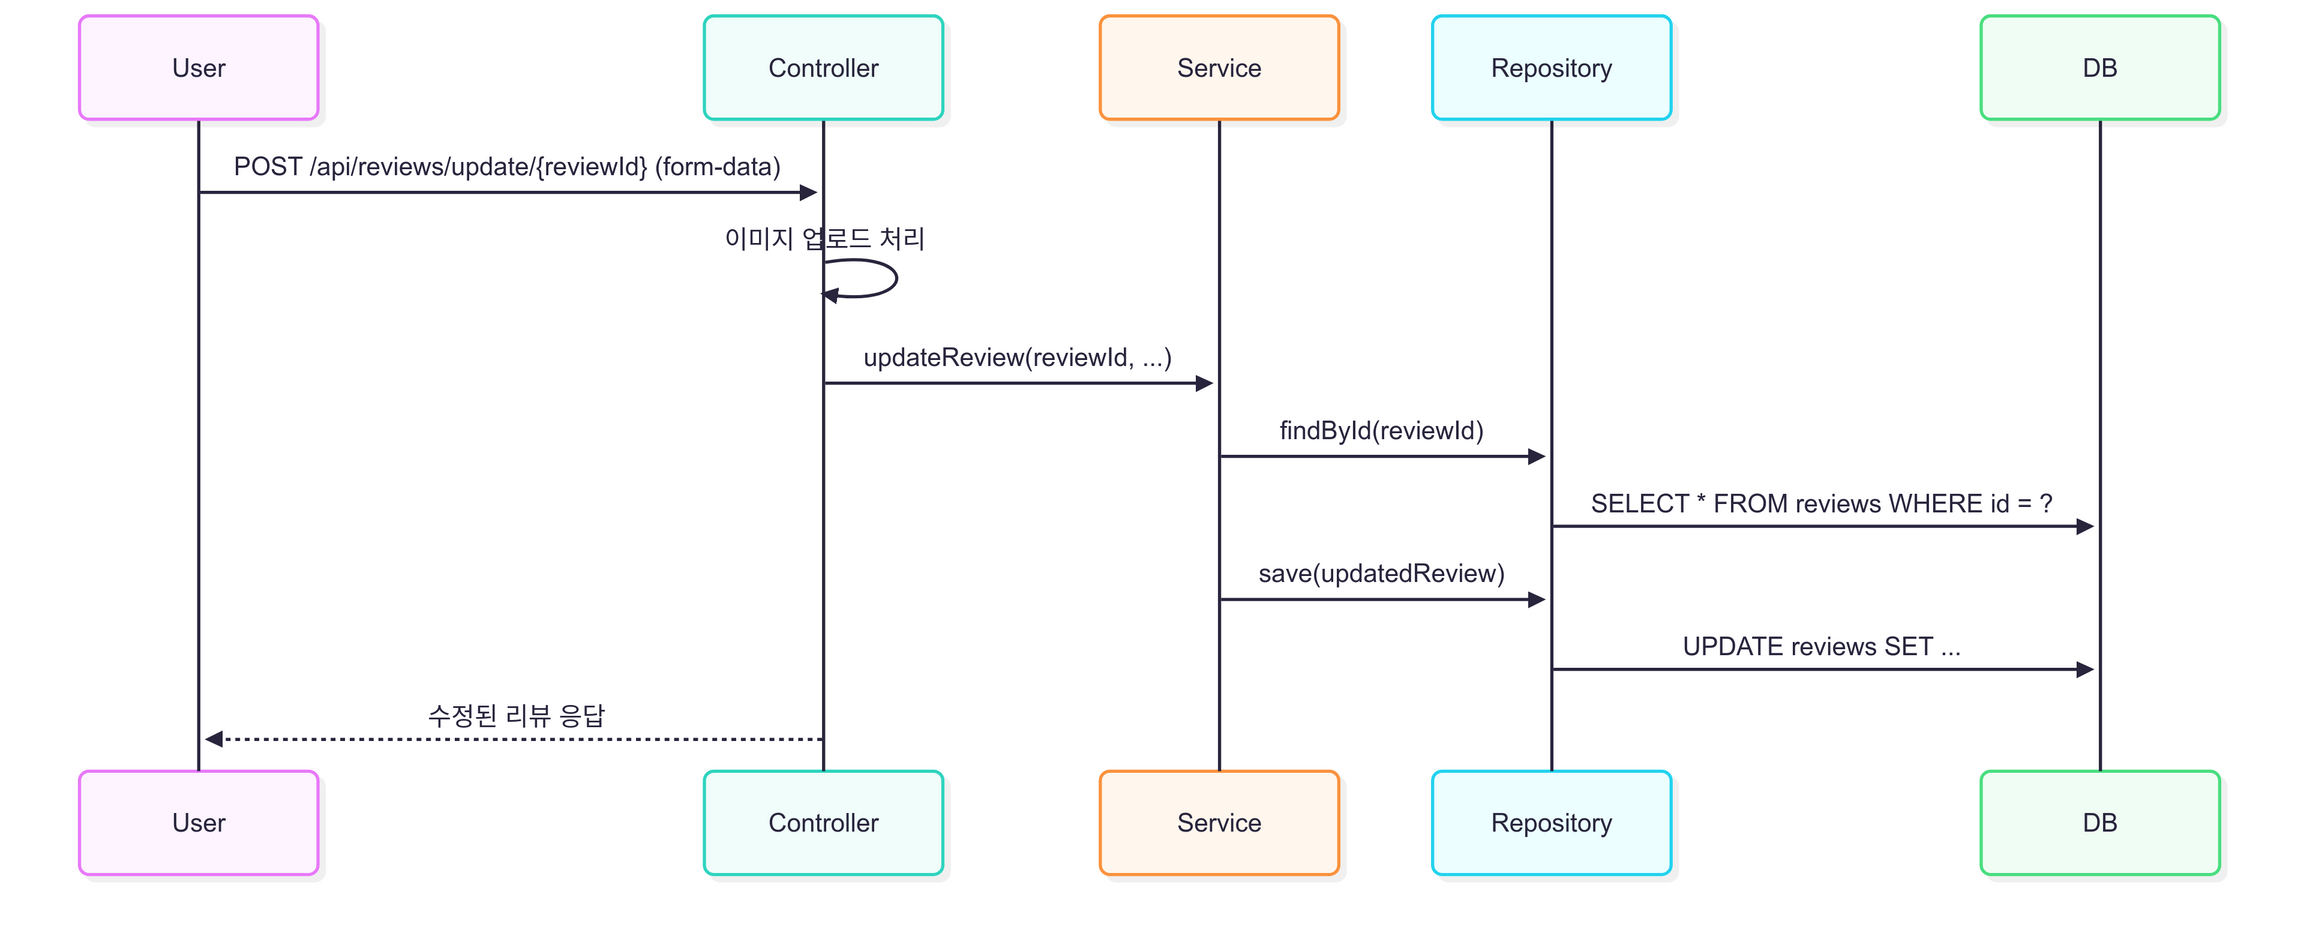 User
Controller
Service
Repository
DB
POST /api/reviews/update/{reviewId} (form-data)
이미지 업로드 처리
updateReview(reviewId, ...)
findById(reviewId)
SELECT * FROM reviews WHERE id = ?
save(updatedReview)
UPDATE reviews SET ...
수정된 리뷰 응답
User
Controller
Service
Repository
DB